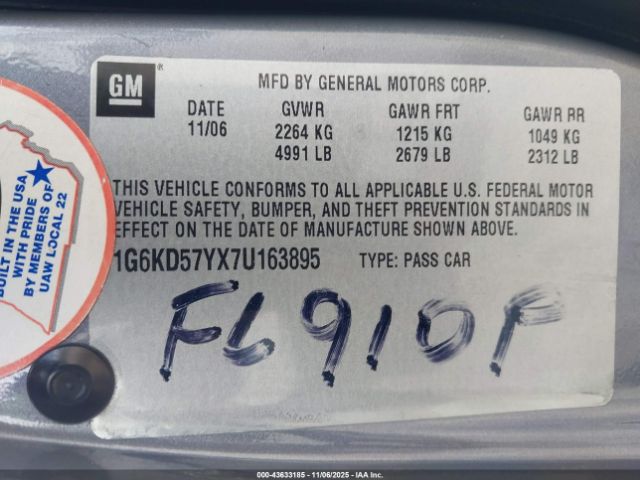 GM®
MFD BY GENERAL MOTORS CORP.
DATE GVWR GAWR FRT GAWR RR
11/06 2264 KG 1215 KG 1049 KG
4991 LB 2679 LB 2312 LB
THIS VEHICLE CONFORMS TO ALL APPLICABLE U.S. FEDERAL MOTOR
VEHICLE SAFETY, BUMPER, AND THEFT PREVENTION STANDARDS IN
EFFECT ON THE DATE OF MANUFACTURE SHOWN ABOVE.
1G6KD57YX7U163895 TYPE: PASS CAR
F6910P
BUILT IN THE USA
WITH PRIDE
BY MEMBERS OF
UAW LOCAL 22
000-43633185 - 11/06/2025 - IAA Inc.